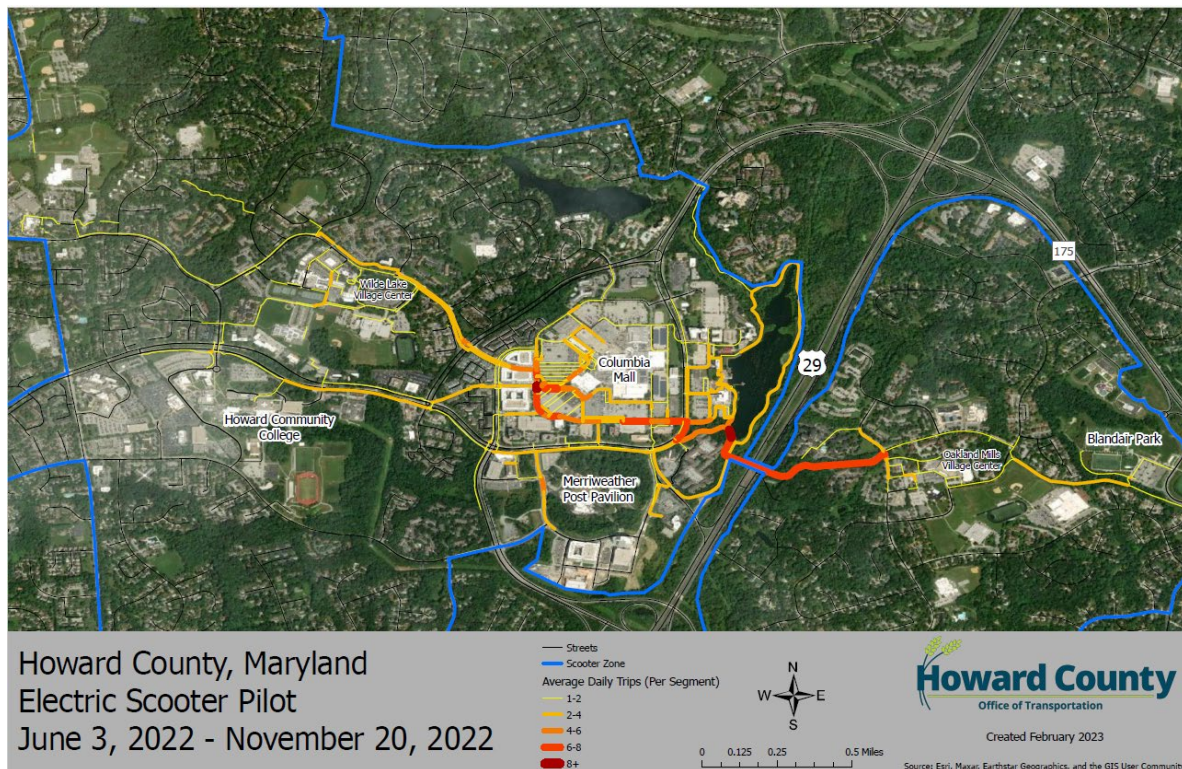 175
Wilde Lake
Village Center
Columbia
Mall
29
Howard Community
College
Oakland Mills
Village Center
Blandair Park
Merriweather
Post Pavilion
Howard County, Maryland
Electric Scooter Pilot
June 3, 2022 - November 20, 2022
Streets
Scooter Zone
Average Daily Trips (Per Segment)
1-2
2-4
4-6
6-8
8+
N
W E
S
0 0.125 0.25 0.5 Miles
Howard County
Office of Transportation
Created February 2023
Source: Esri, Maxar, Earthstar Geographics, and the GIS User Community